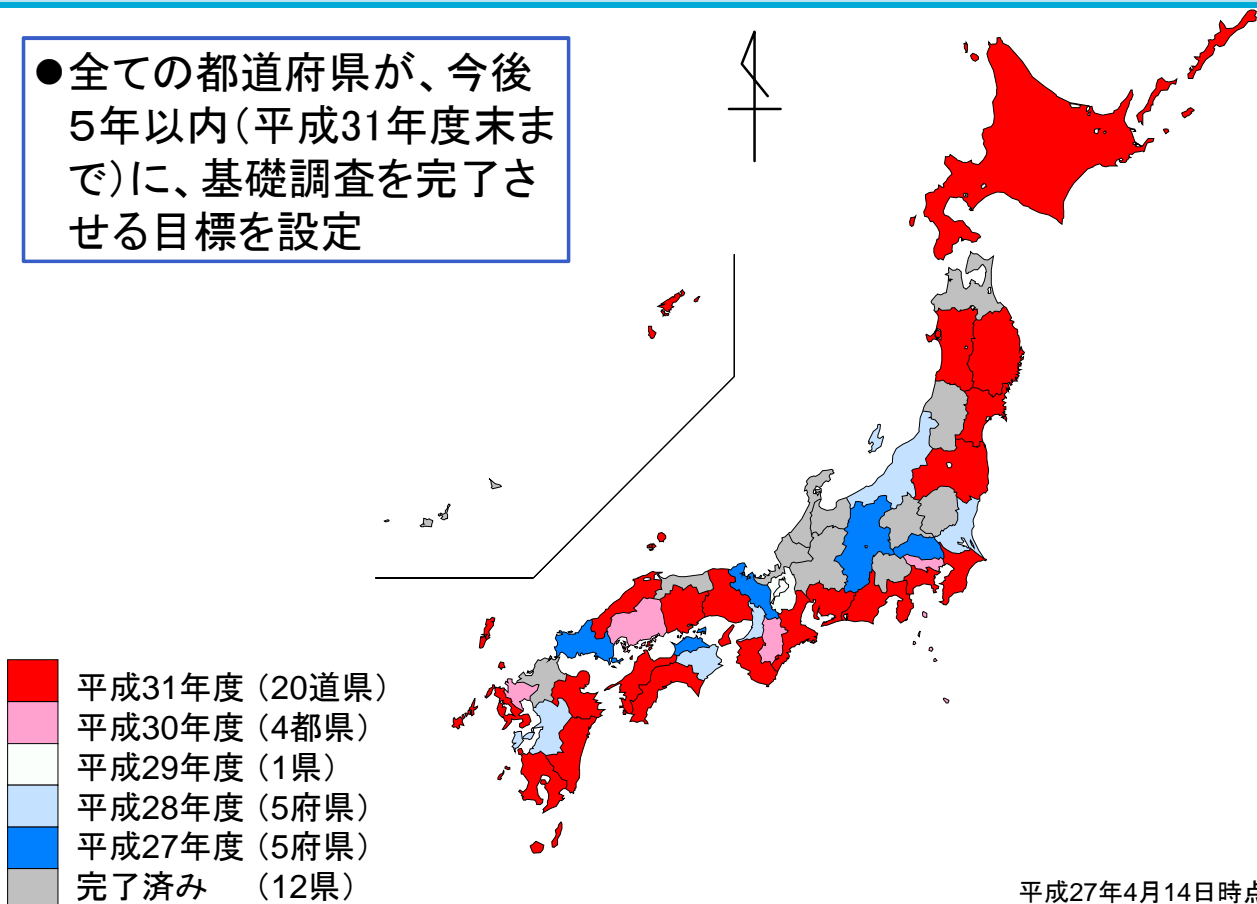 ●全ての都道府県が、今後
5年以内(平成31年度末ま
で)に、基礎調査を完了さ
せる目標を設定
平成31年度 (20道県)
平成30年度 (4都県)
平成29年度 (1県)
平成28年度 (5府県)
平成27年度 (5府県)
完了済み (12県)
平成27年4月14日時点